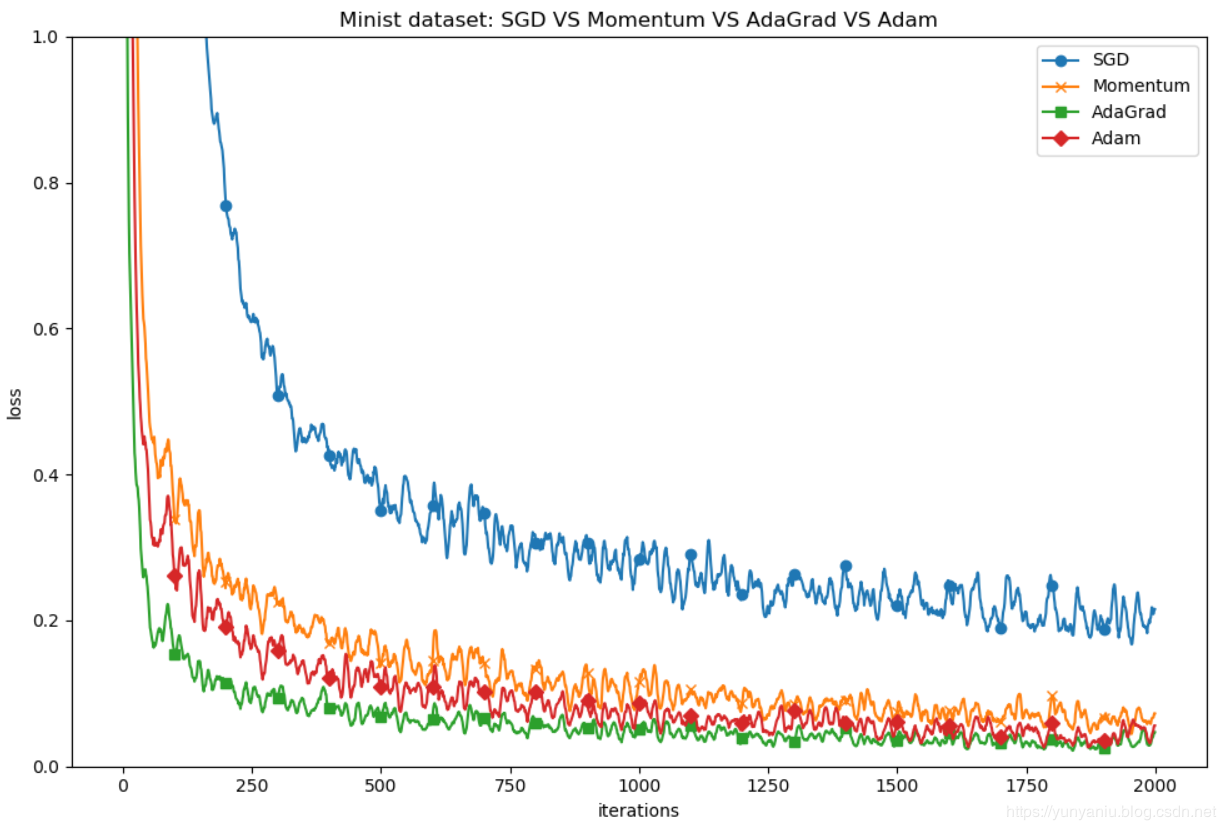 Minist dataset: SGD VS Momentum VS AdaGrad VS Adam
1.0
0.8
0.6
0.4
0.2
0.0
loss
SGD
Momentum
AdaGrad
Adam
0
250
500
750
1000
1250
1500
1750
2000
iterations
https://yunyaniu.blog.csdn.net